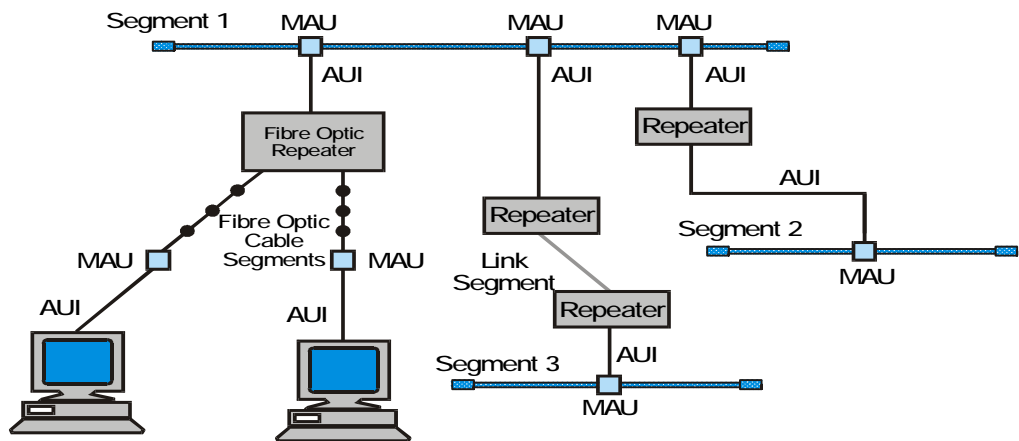 Segment 1
MAU
MAU
MAU
AUI
AUI
AUI
Fibre Optic
Repeater
Repeater
AUI
Repeater
Fibre Optic
Cable
Segments
Segment 2
MAU
MAU
Link
Segment
MAU
AUI
AUI
Repeater
AUI
Segment 3
MAU